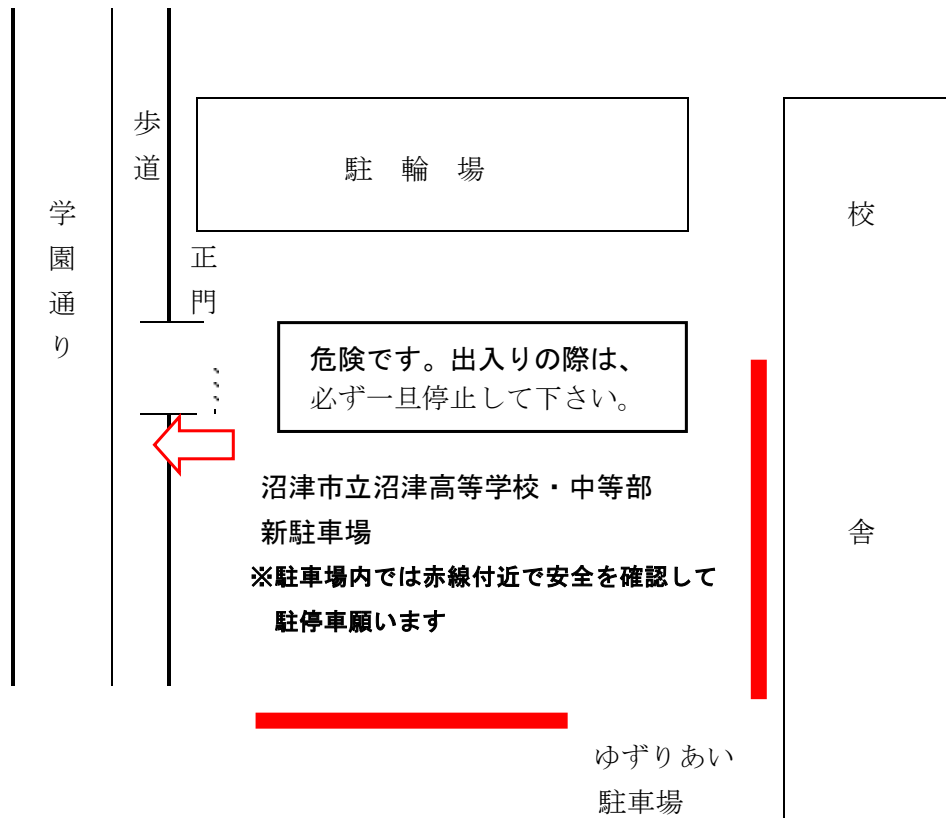 学園通り
歩道
駐輪場
正門
校舎
危険です。出入りの際は、
必ず一旦停止して下さい。
沼津市立沼津高等学校・中等部
新駐車場
※駐車場内では赤線付近で安全を確認して
駐停車願います
ゆずりあい
駐車場